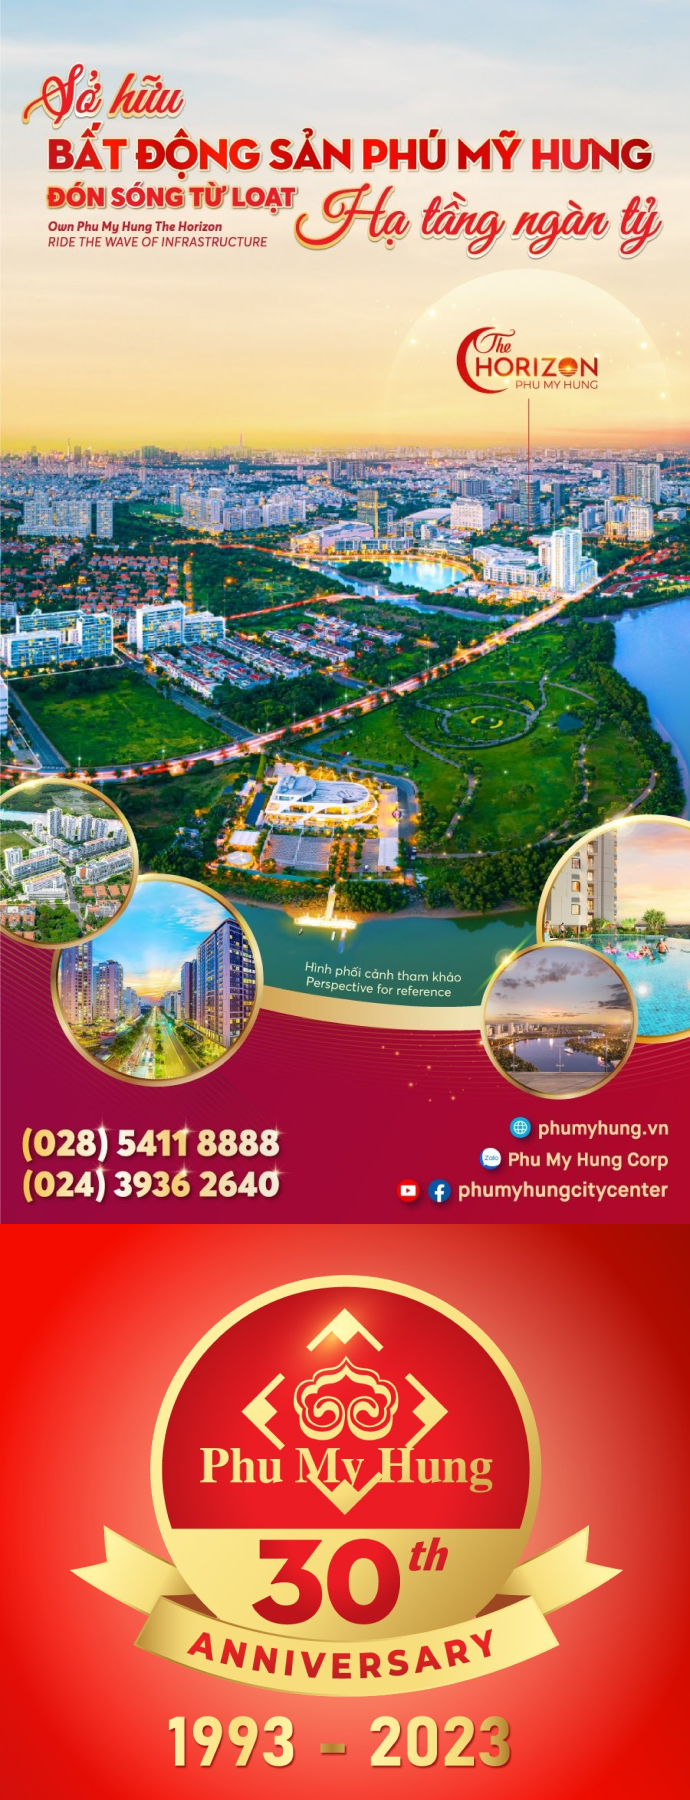 Sở hữu
BẤT ĐỘNG SẢN PHÚ MỸ HƯNG
ĐÓN SÓNG TỪ LOẠT
Hạ tầng ngàn tỷ
Own Phu My Hung The Horizon
RIDE THE WAVE OF INFRASTRUCTURE
The
HORIZON
PHU MY HUNG
Hình phối cảnh tham khảo
Perspective for reference
(028) 5411 8888
(024) 3936 2640
phumyhung.vn
Zalo
Phu My Hung Corp
phumyhungcitycenter
Phu My Hung
30th
ANNIVERSARY
1993 - 2023